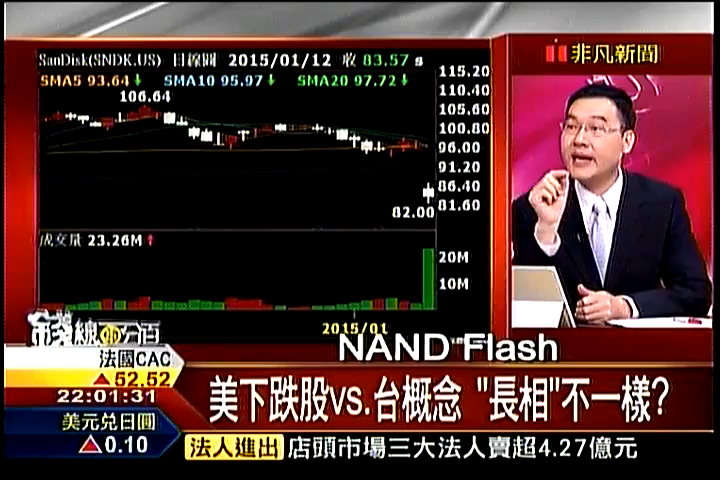 SanDisk(SNDK.US) 日線圖 2015/01/12 收 83.57 s
SMA5 93.64↓ SMA10 95.97↓ SMA20 97.72↓
106.64
115.20
110.40
105.60
100.80
96.00
91.20
86.40
81.60
82.00
成交量 23.26M↑
20M
10M
2015/01
非凡新聞
金錢線百分百
法國CAC
▲52.52
22:01:31
美元兌日圓
▲0.10
NAND Flash
美下跌股vs.台概念 "長相"不一樣?
法人進出 店頭市場三大法人賣超4.27億元